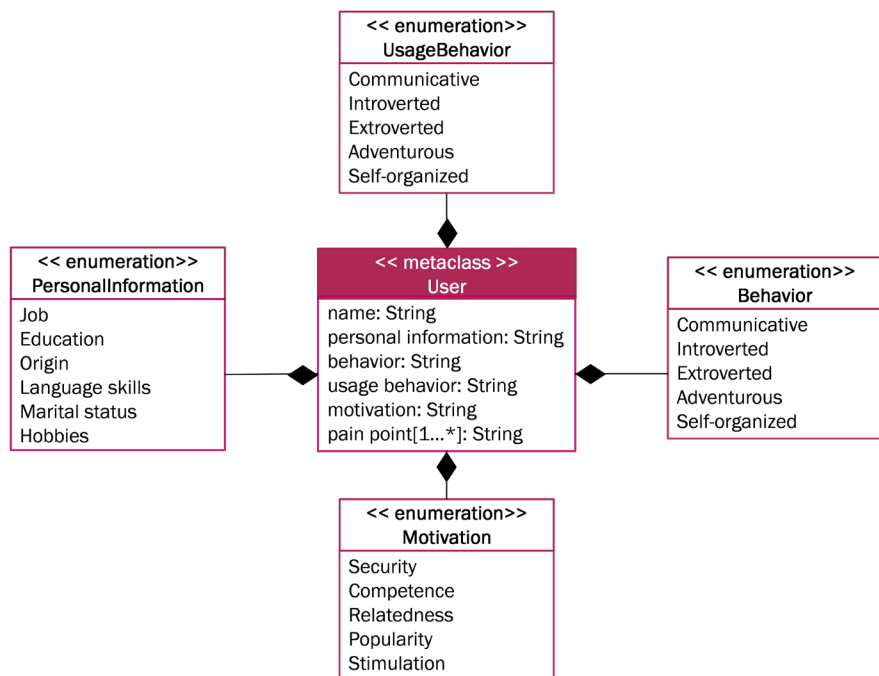 << enumeration>>
UsageBehavior
Communicative
Introverted
Extroverted
Adventurous
Self-organized
<< enumeration>>
PersonalInformation
Job
Education
Origin
Language skills
Marital status
Hobbies
<< metaclass >>
User
name: String
personal information: String
behavior: String
usage behavior: String
motivation: String
pain point[1...*]: String
<< enumeration>>
Behavior
Communicative
Introverted
Extroverted
Adventurous
Self-organized
<< enumeration>>
Motivation
Security
Competence
Relatedness
Popularity
Stimulation